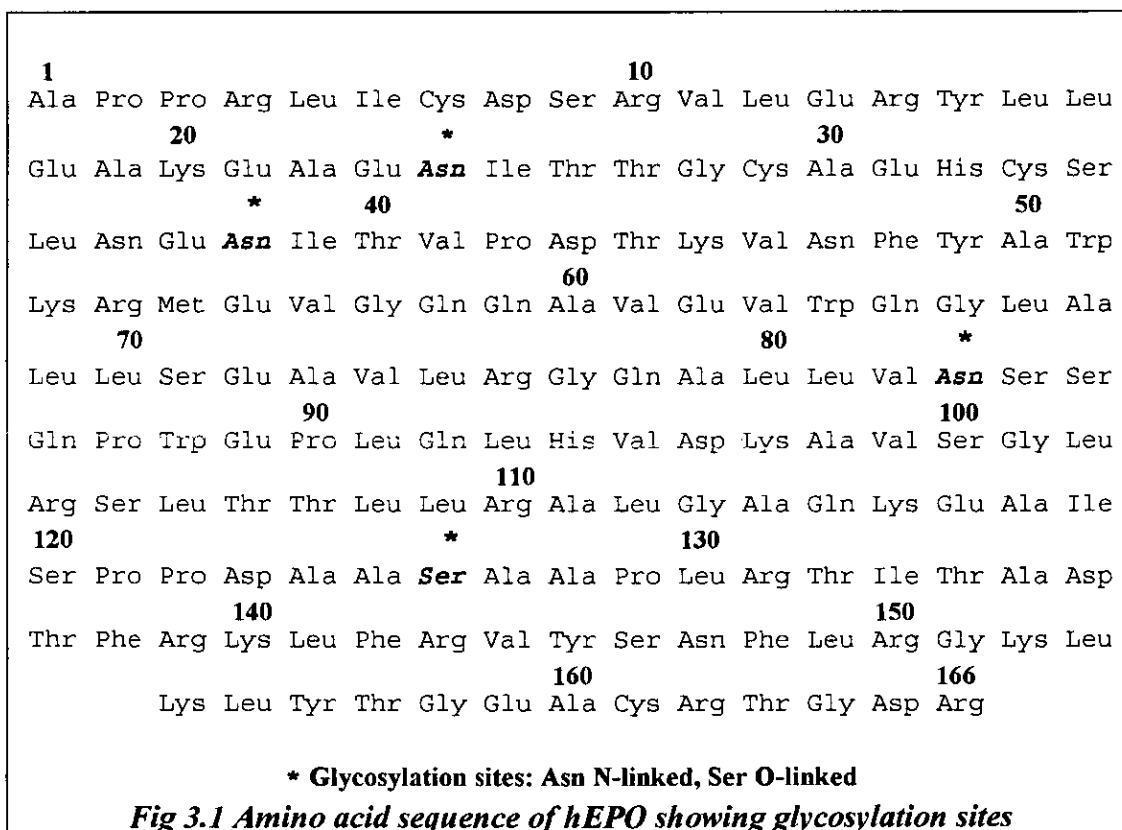 1 10
Ala Pro Pro Arg Leu Ile Cys Asp Ser Arg Val Leu Glu Arg Tyr Leu Leu
20 * 30
Glu Ala Lys Glu Ala Glu Asn Ile Thr Thr Gly Cys Ala Glu His Cys Ser
* 40 50
Leu Asn Glu Asn Ile Thr Val Pro Asp Thr Lys Val Asn Phe Tyr Ala Trp
60
Lys Arg Met Glu Val Gly Gln Gln Ala Val Glu Val Trp Gln Gly Leu Ala
70 80 *
Leu Leu Ser Glu Ala Val Leu Arg Gly Gln Ala Leu Leu Val Asn Ser Ser
90 100
Gln Pro Trp Glu Pro Leu Gln Leu His Val Asp Lys Ala Val Ser Gly Leu
110
Arg Ser Leu Thr Thr Leu Leu Arg Ala Leu Gly Ala Gln Lys Glu Ala Ile
120 * 130
Ser Pro Pro Asp Ala Ala Ser Ala Ala Pro Leu Arg Thr Ile Thr Ala Asp
140 150
Thr Phe Arg Lys Leu Phe Arg Val Tyr Ser Asn Phe Leu Arg Gly Lys Leu
160 166
Lys Leu Tyr Thr Gly Glu Ala Cys Arg Thr Gly Asp Arg
* Glycosylation sites: Asn N-linked, Ser O-linked
Fig 3.1 Amino acid sequence of hEPO showing glycosylation sites